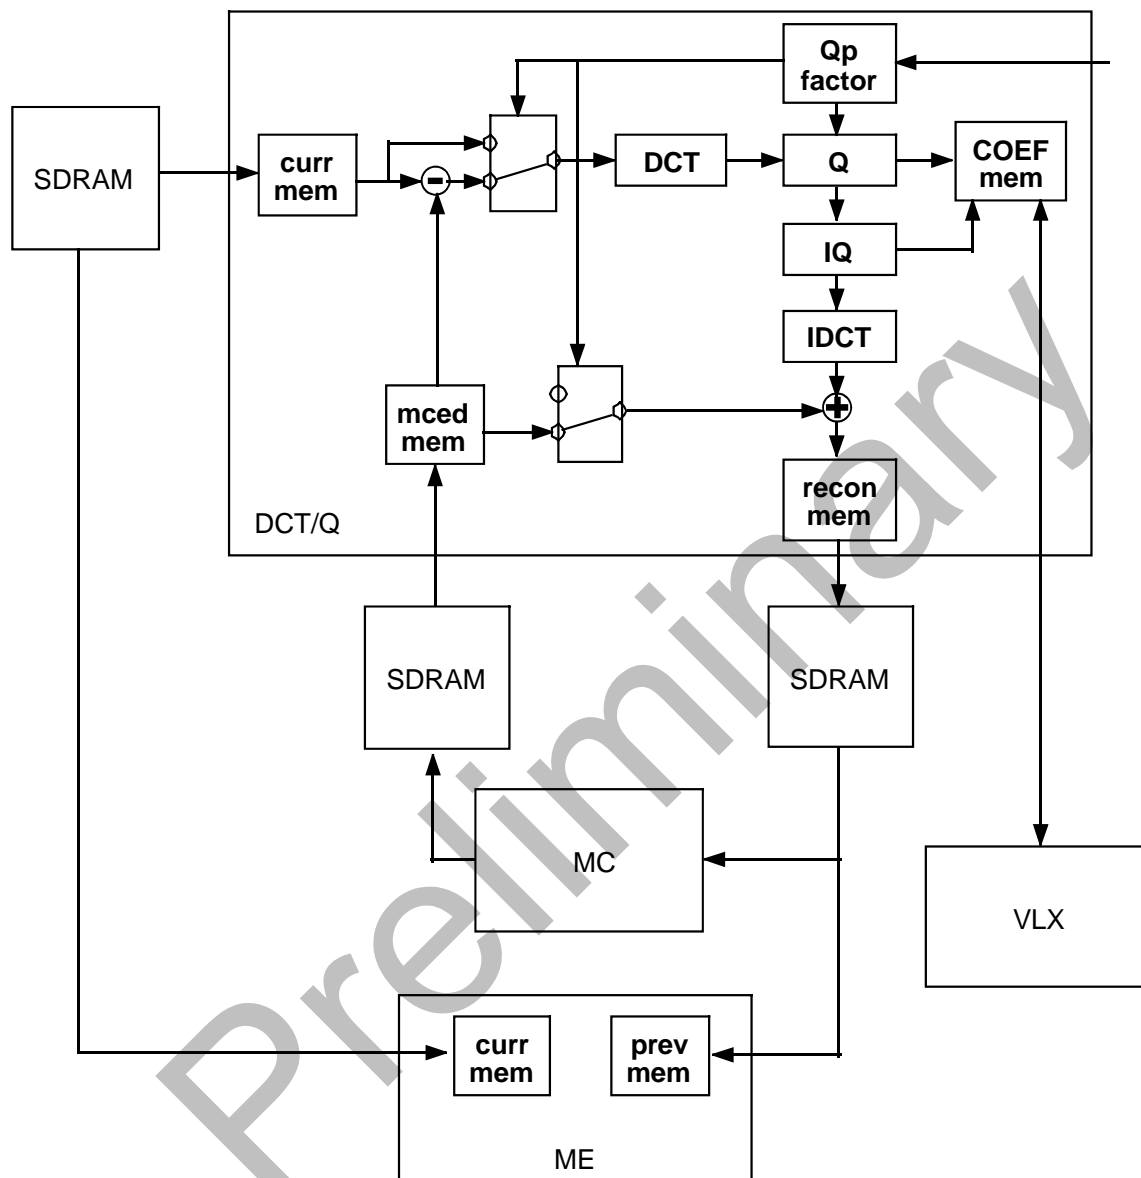 Qp
factor
SDRAM
curr
mem
-
DCT
Q
COEF
mem
IQ
IDCT
mced
mem
+
recon
mem
DCT/Q
SDRAM
SDRAM
MC
VLX
curr
mem
prev
mem
ME
Preliminary